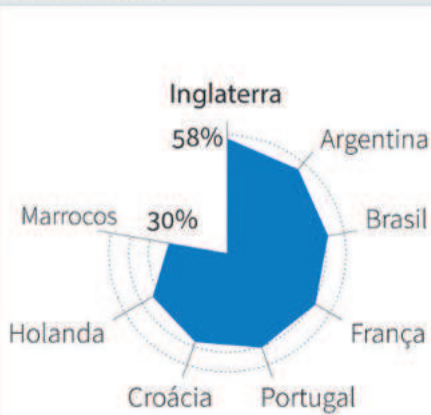 Inglaterra
58%
Argentina
Marrocos
30%
Brasil
Holanda
França
Croácia
Portugal